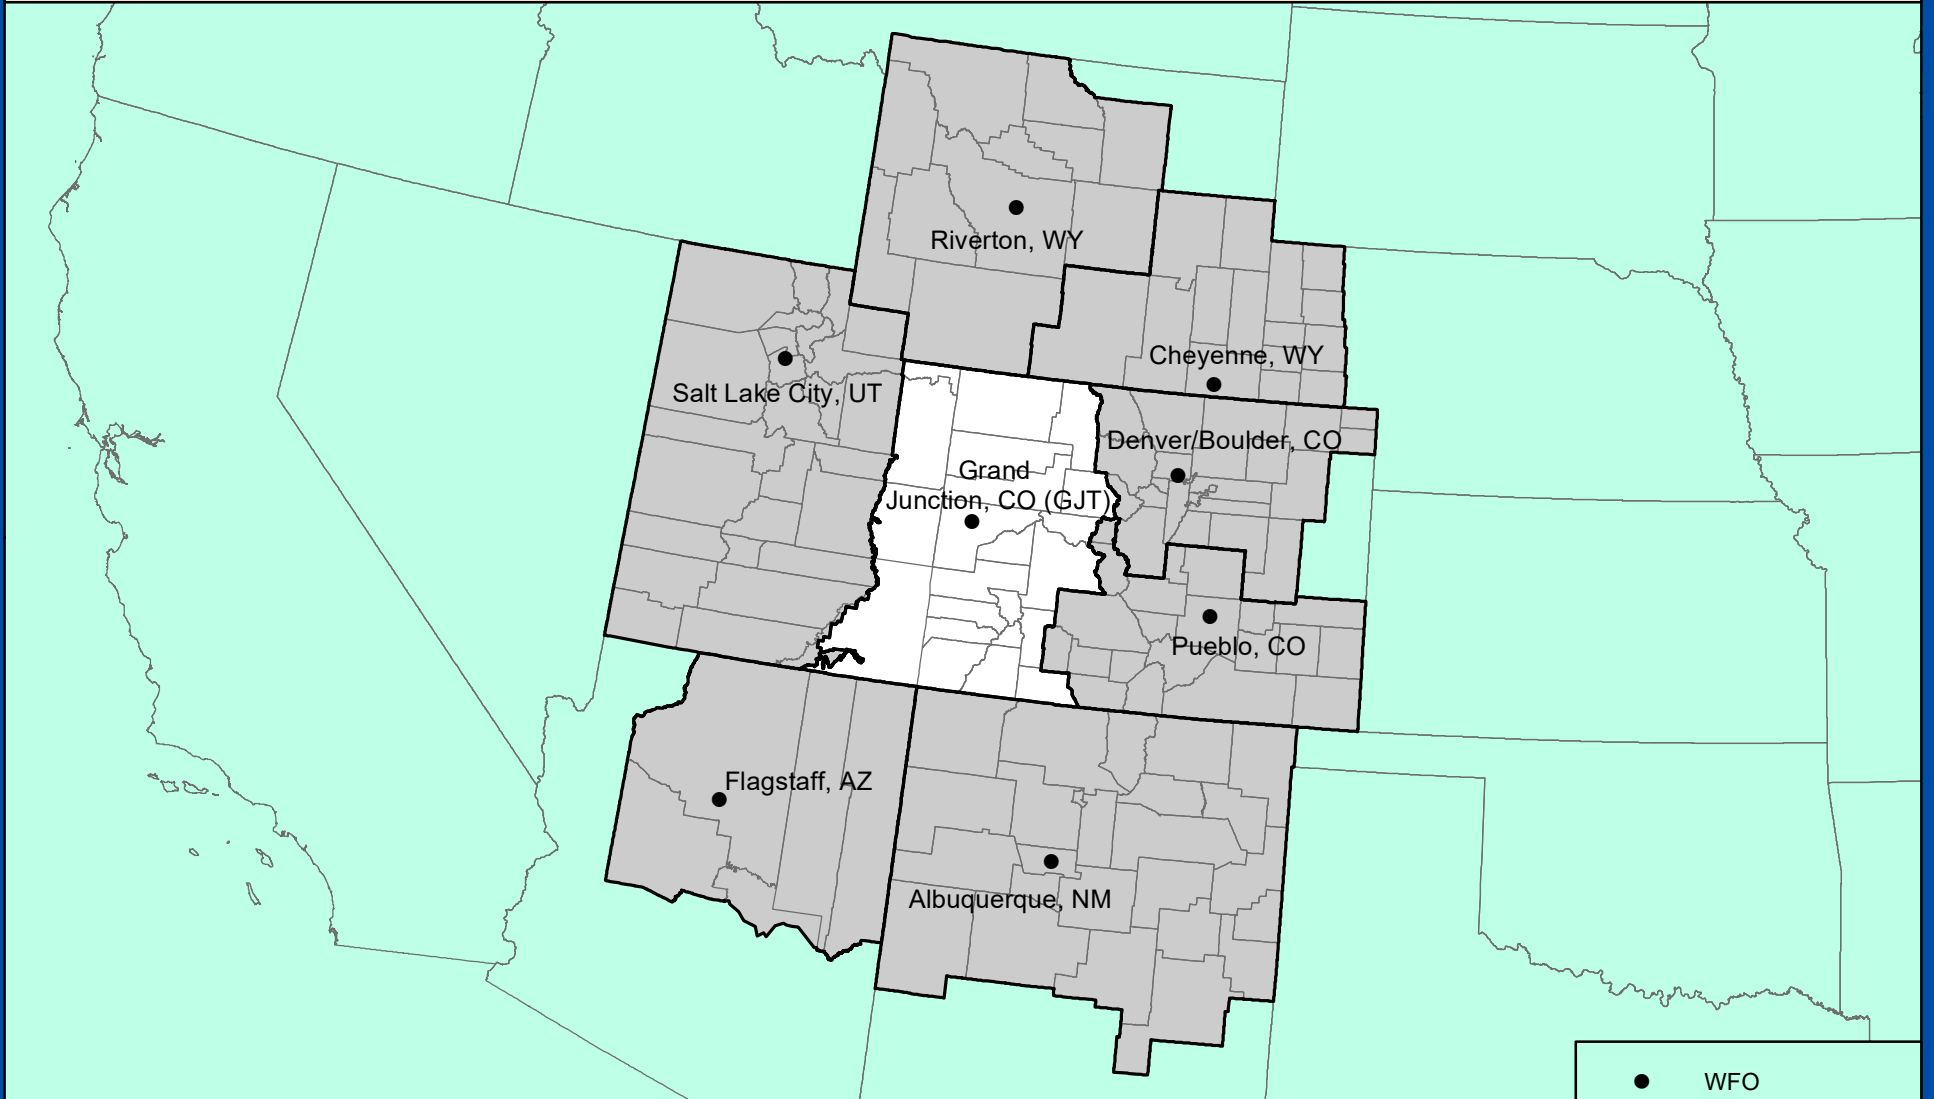 Riverton, WY
Cheyenne, WY
Salt Lake City, UT
Denver/Boulder, CO
Grand
Junction, CO (GJT)
Pueblo, CO
Flagstaff, AZ
Albuquerque, NM
WFO